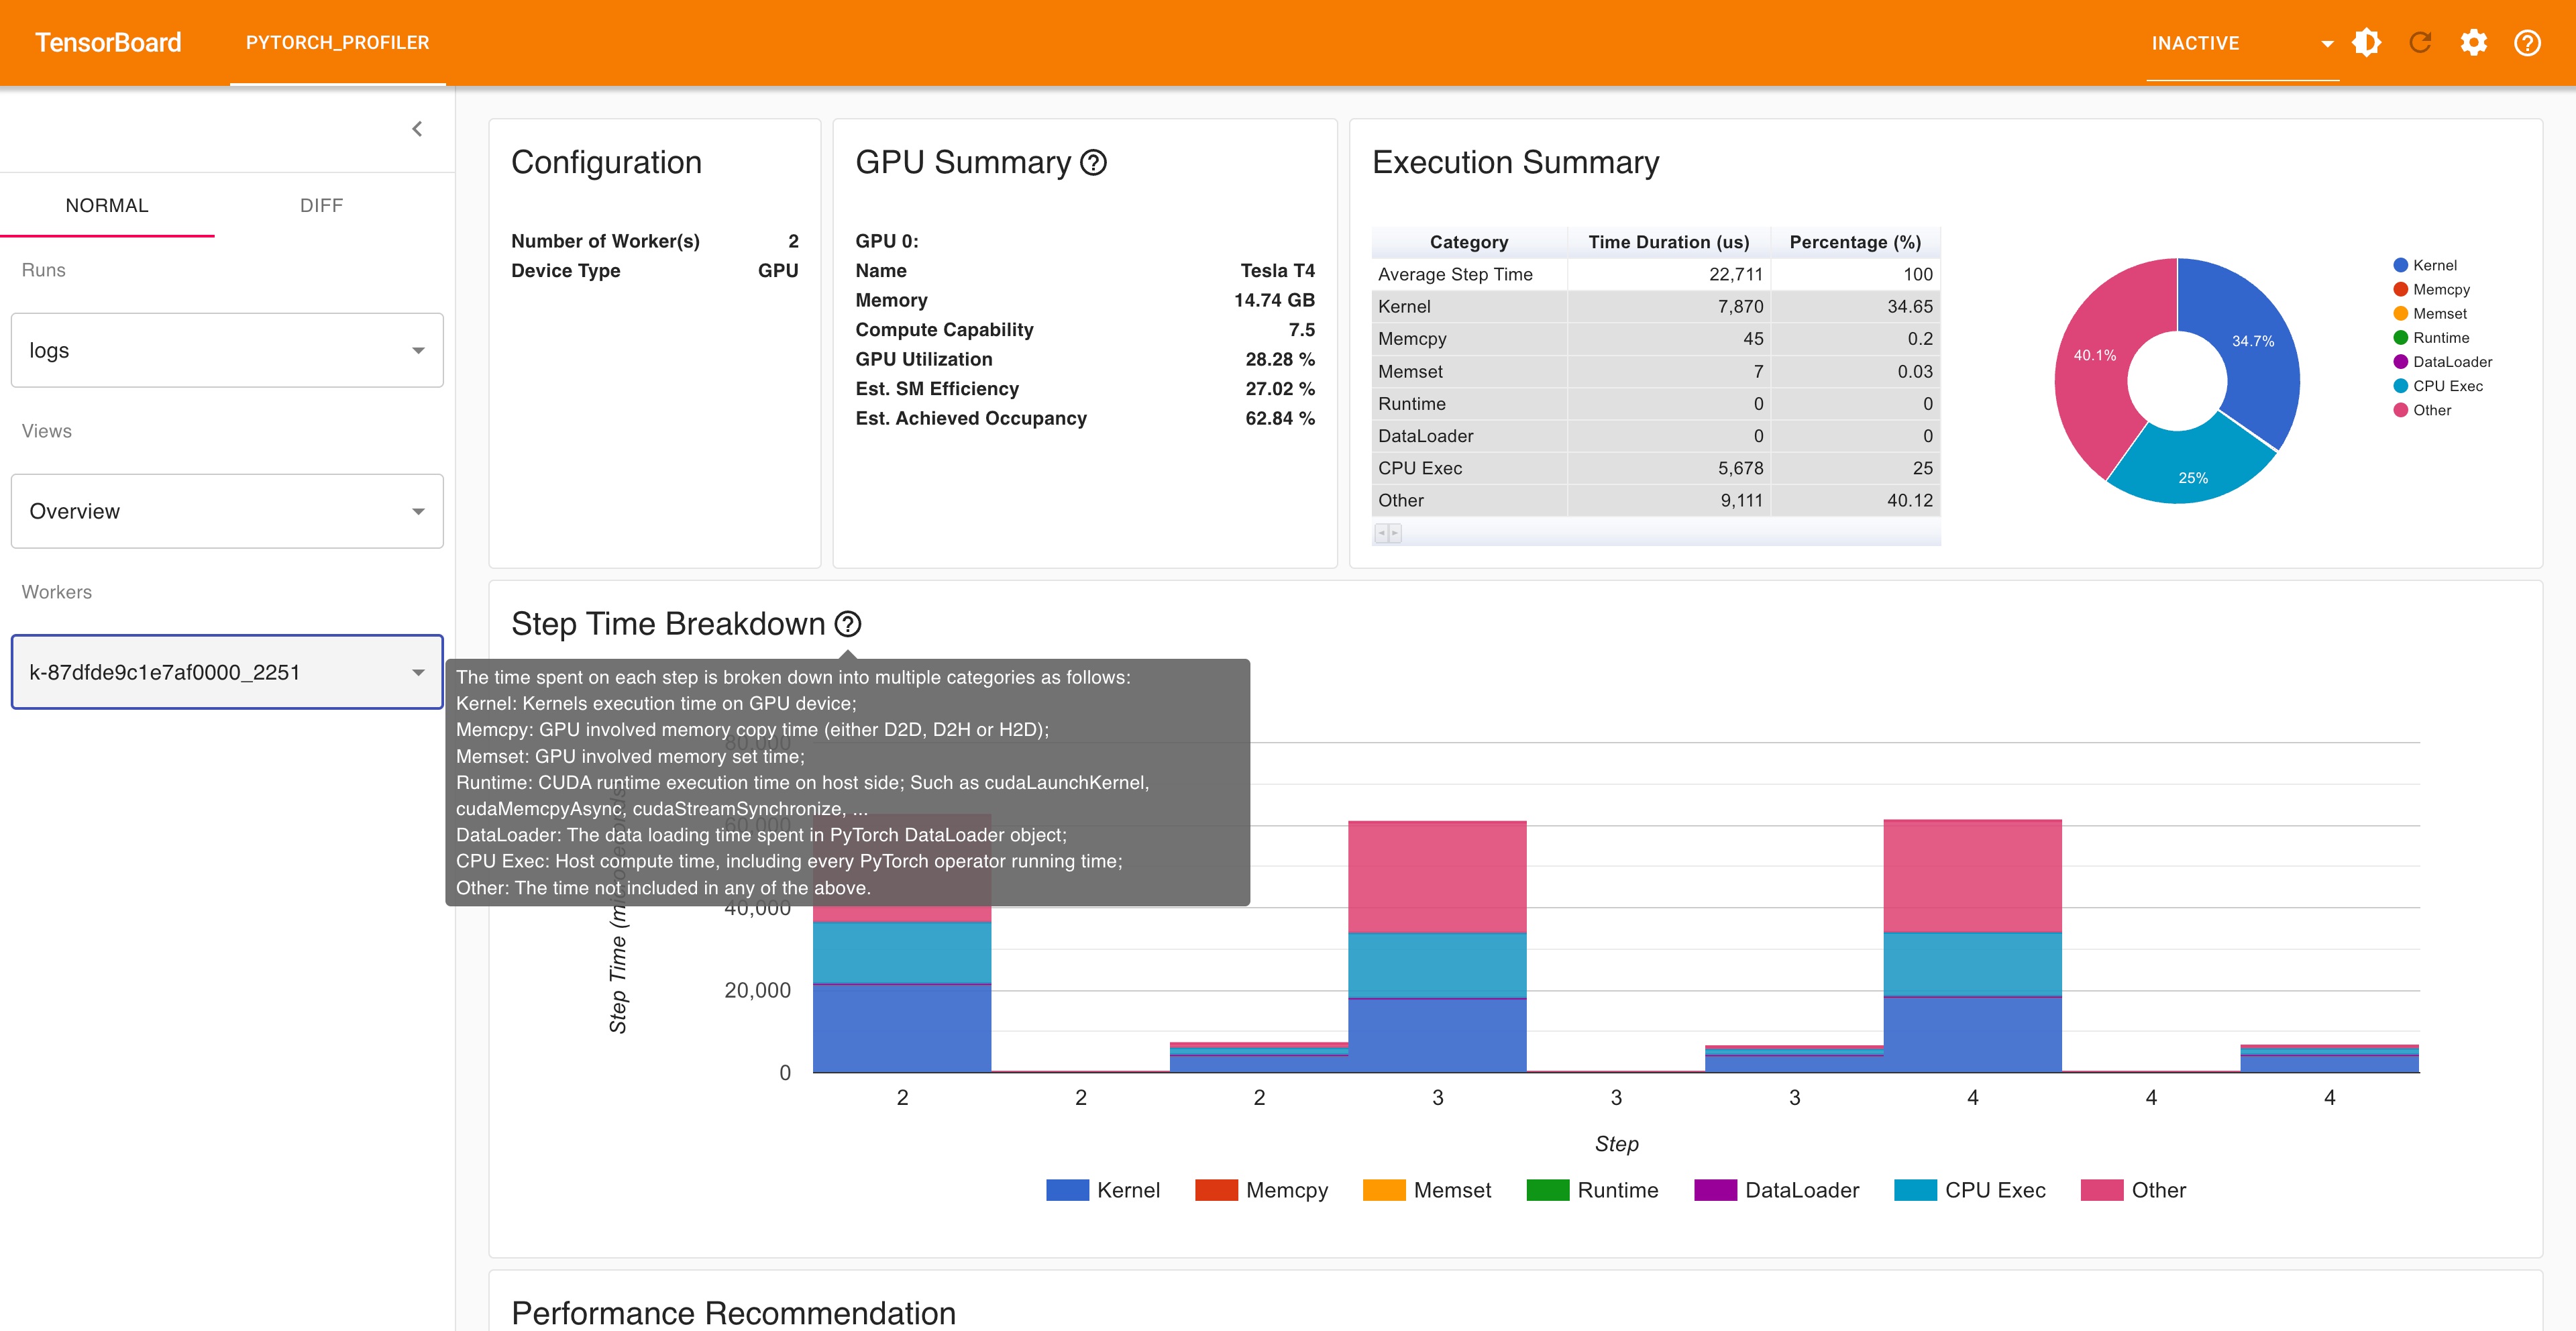 TensorBoard
PYTORCH_PROFILER
INACTIVE
NORMAL
DIFF
Runs
logs
Views
Overview
Workers
k-87dfde9c1e7af0000_2251
Configuration
Number of Worker(s) 2
Device Type GPU
GPU Summary
GPU 0:
Name Tesla T4
Memory 14.74 GB
Compute Capability 7.5
GPU Utilization 28.28 %
Est. SM Efficiency 27.02 %
Est. Achieved Occupancy 62.84 %
Execution Summary
Category Time Duration (us) Percentage (%)
Average Step Time 22,711 100
Kernel 7,870 34.65
Memcpy 45 0.2
Memset 7 0.03
Runtime 0 0
DataLoader 0 0
CPU Exec 5,678 25
Other 9,111 40.12
34.7%
40.1%
25%
Kernel
Memcpy
Memset
Runtime
DataLoader
CPU Exec
Other
Step Time Breakdown
The time spent on each step is broken down into multiple categories as follows:
Kernel: Kernels execution time on GPU device;
Memcpy: GPU involved memory copy time (either D2D, D2H or H2D);
Memset: GPU involved memory set time;
Runtime: CUDA runtime execution time on host side; Such as cudaLaunchKernel,
cudaMemcpyAsync, cudaStreamSynchronize, ...
DataLoader: The data loading time spent in PyTorch DataLoader object;
CPU Exec: Host compute time, including every PyTorch operator running time;
Other: The time not included in any of the above.
80,000
60,000
40,000
20,000
0
Step Time
2 2 2 3 3 3 4 4 4
Step
Kernel Memcpy Memset Runtime DataLoader CPU Exec Other
Performance Recommendation